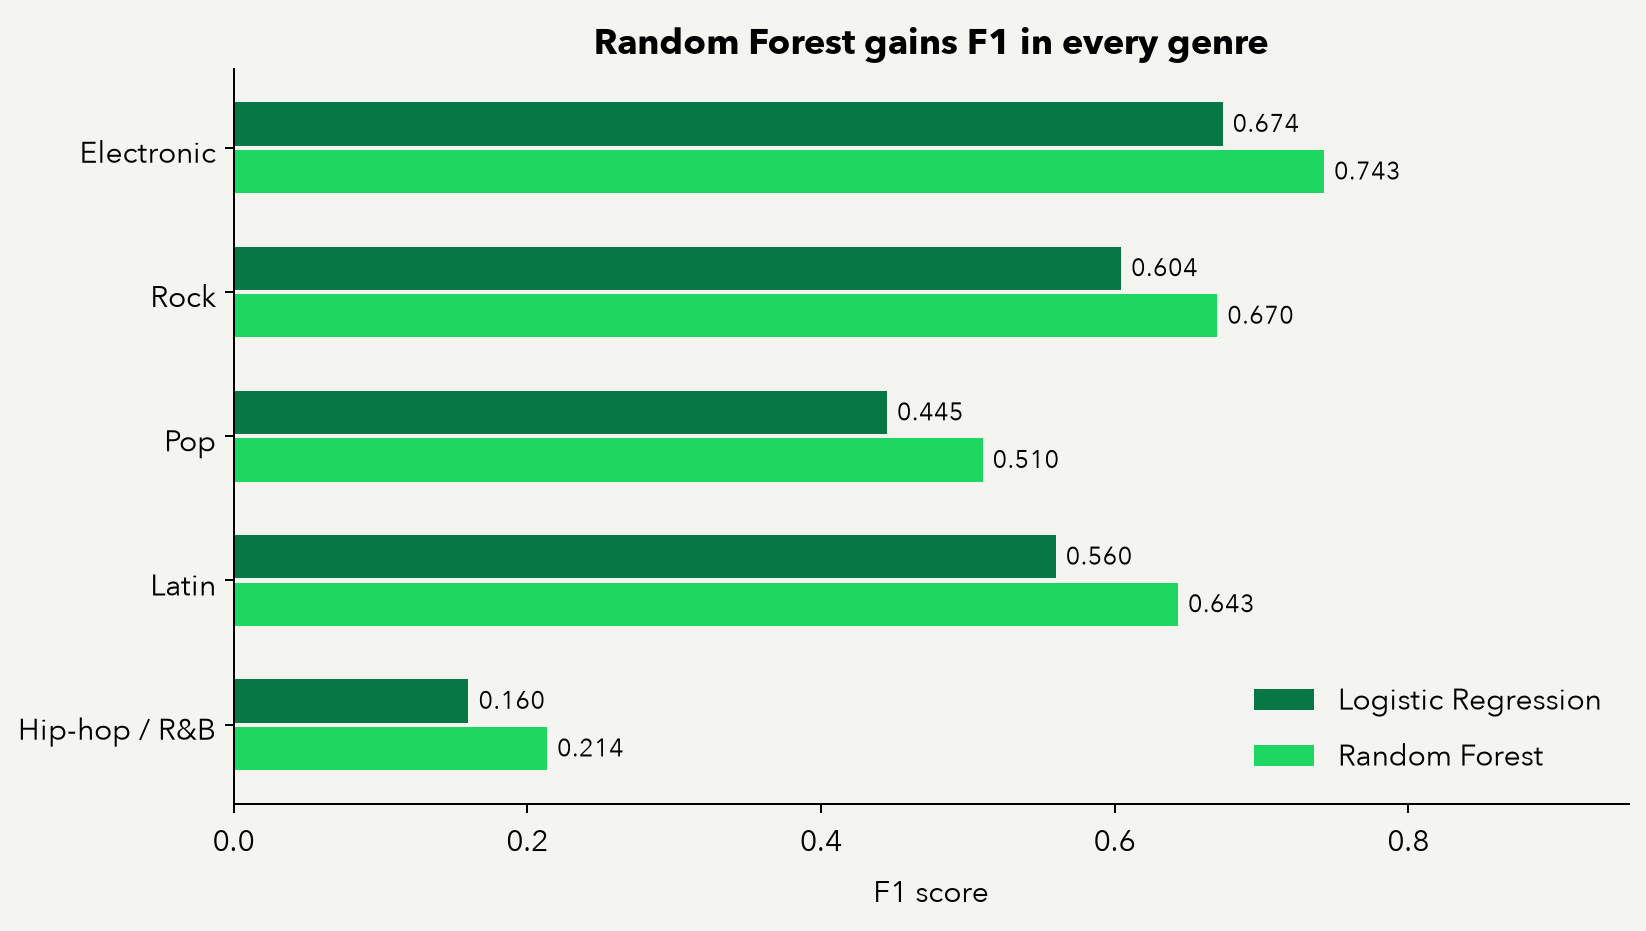 Random Forest gains F1 in every genre
Electronic
0.674
0.743
Rock
0.604
0.670
Pop
0.445
0.510
Latin
0.560
0.643
Hip-hop / R&B
0.160
0.214
Logistic Regression
Random Forest
0.0 0.2 0.4 0.6 0.8
F1 score